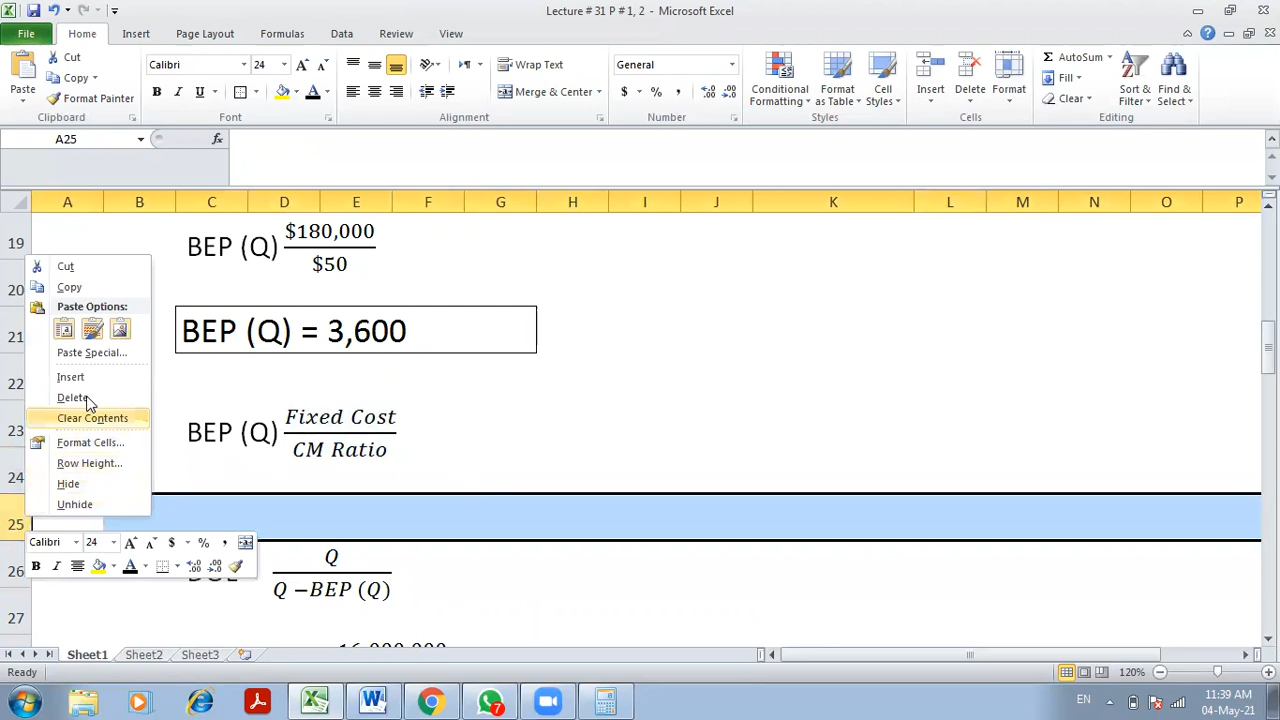 Lecture # 31 P # 1, 2 - Microsoft Excel
File Home Insert Page Layout Formulas Data Review View
Cut
Copy
Format Painter
Paste
Clipboard
Calibri 24
Font
Wrap Text
Merge & Center
Alignment
General
Number
Conditional Formatting
Format as Table
Cell Styles
Styles
Insert Delete Format
Cells
AutoSum
Fill
Clear
Sort & Filter
Find & Select
Editing
A25 fx
A B C D E F G H I J K L M N O P
19 BEP (Q) $180,000
$50
20
21 BEP (Q) = 3,600
22
23 BEP (Q) Fixed Cost
CM Ratio
24
25
26 Q
Q −BEP (Q)
27
Cut
Copy
Paste Options:
Paste Special...
Insert
Delete
Clear Contents
Format Cells...
Row Height...
Hide
Unhide
Calibri 24 A A $ % ,
B I A
Sheet1 Sheet2 Sheet3
Ready 120%
7 EN 11:39 AM
04-May-21